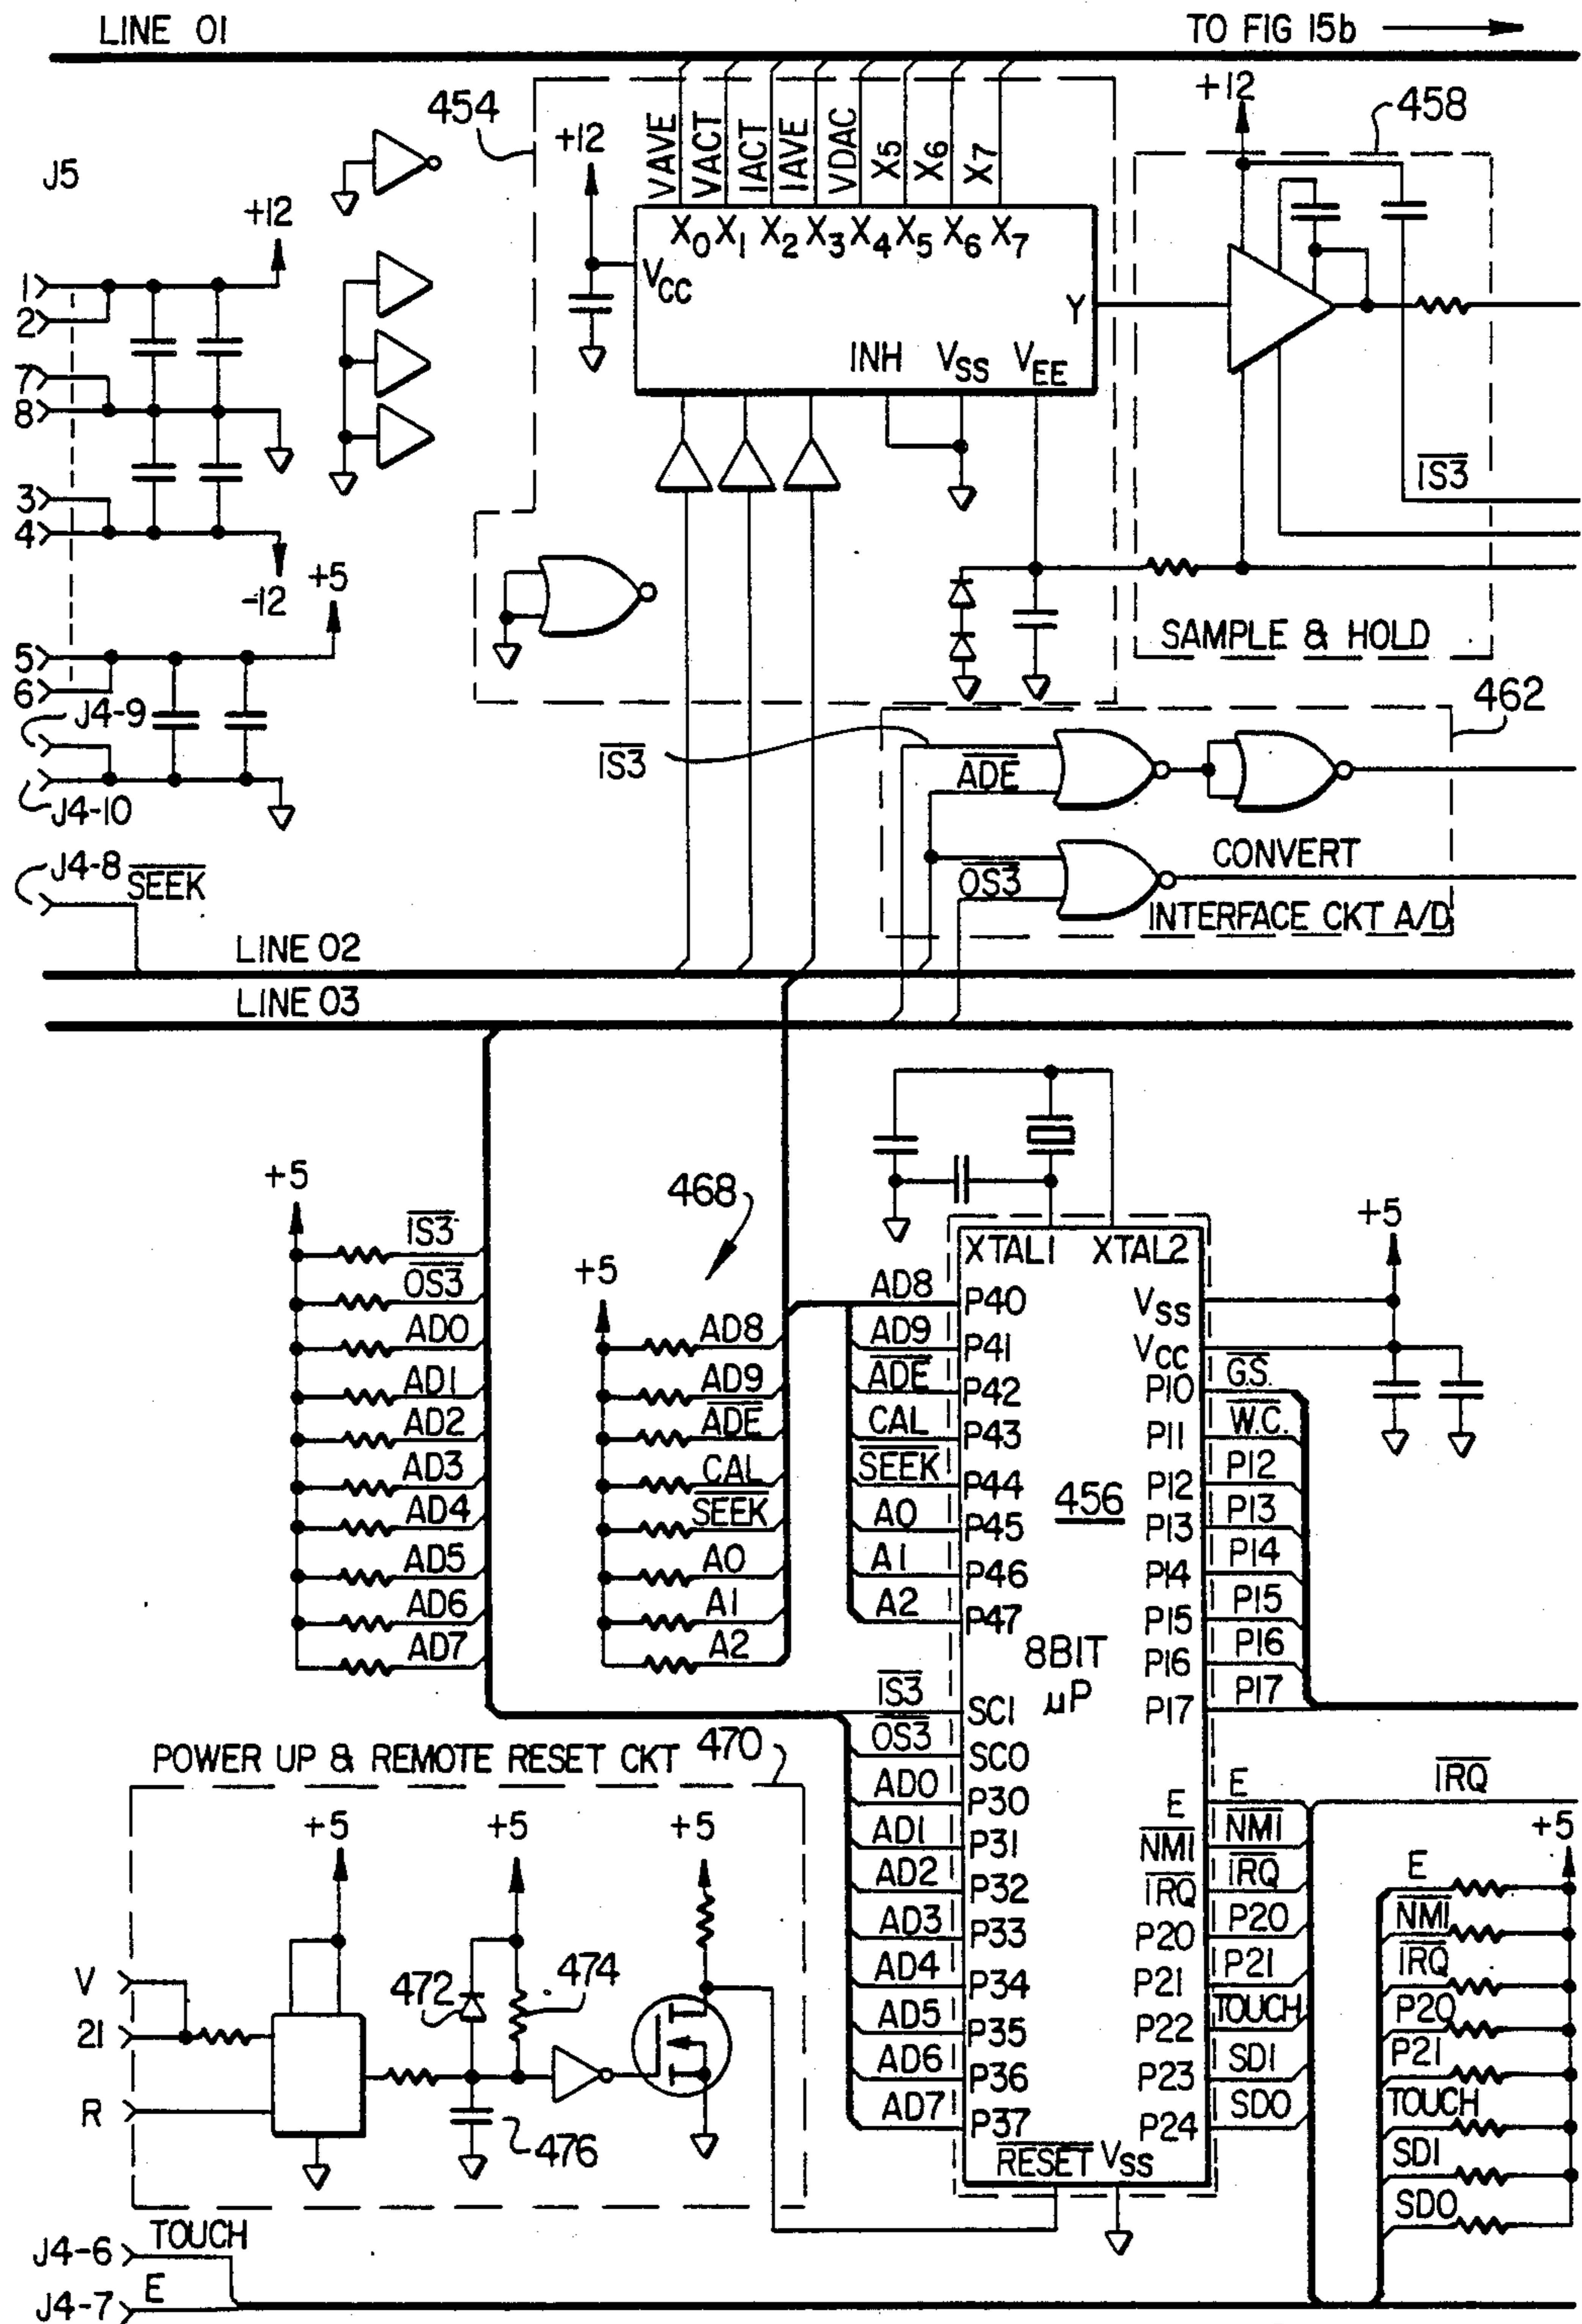 LINE 01
TO FIG 15b
454
+12
458
J5
+12
+12
VAVE
VACT
IACT
IAVE
VDAC
X5
X6
X7
X0 X1 X2 X3 X4 X5 X6 X7
VCC
Y
INH VSS VEE
1
2
7
8
3
4
-12
+5
5
6
J4-9
J4-10
J4-8 SEEK
IS3
SAMPLE & HOLD
462
IS3
ADE
CONVERT
OS3
INTERFACE CKT A/D
LINE 02
LINE 03
+5
IS3
OS3
AD0
AD1
AD2
AD3
AD4
AD5
AD6
AD7
468
+5
AD8
AD9
ADE
CAL
SEEK
A0
A1
A2
XTAL1 XTAL2
AD8 P40
AD9 P41
ADE P42
CAL P43
SEEK P44
A0 P45
A1 P46
A2 P47
456
8BIT
μP
+5
VSS
VCC
P10 G.S.
P11 W.C.
P12 P12
P13 P13
P14 P14
P15 P15
P16 P16
P17 P17
IS3 SC1
OS3 SC0
AD0 P30
AD1 P31
AD2 P32
AD3 P33
AD4 P34
AD5 P35
AD6 P36
AD7 P37
E E
NMI NMI
IRQ IRQ
P20 P20
P21 P21
P22 TOUCH
P23 SDI
P24 SDO
RESET VSS
IRQ
+5
E
NMI
IRQ
P20
P21
TOUCH
SDI
SDO
POWER UP & REMOTE RESET CKT 470
+5
+5
+5
V
21
R
472
474
476
J4-6 TOUCH
J4-7 E